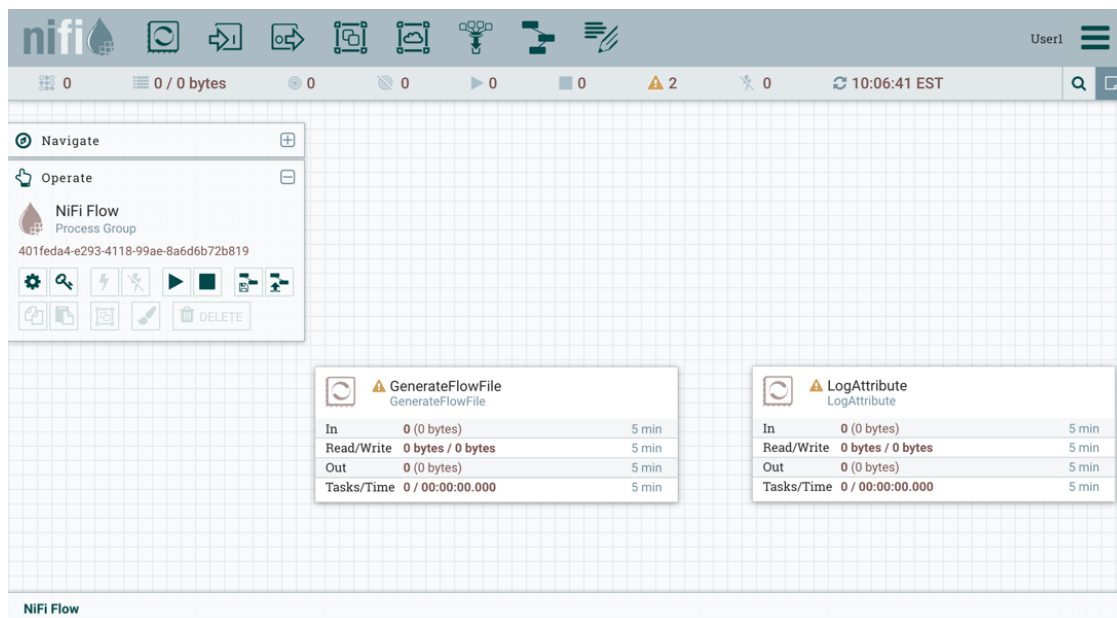 nifi
User1
0
0 / 0 bytes
0
0
0
0
2
0
10:06:41 EST
Navigate
Operate
NiFi Flow
Process Group
401feda4-e293-4118-99ae-8a6d6b72b819
DELETE
GenerateFlowFile
GenerateFlowFile
In 0 (0 bytes) 5 min
Read/Write 0 bytes / 0 bytes 5 min
Out 0 (0 bytes) 5 min
Tasks/Time 0 / 00:00:00.000 5 min
LogAttribute
LogAttribute
In 0 (0 bytes) 5 min
Read/Write 0 bytes / 0 bytes 5 min
Out 0 (0 bytes) 5 min
Tasks/Time 0 / 00:00:00.000 5 min
NiFi Flow